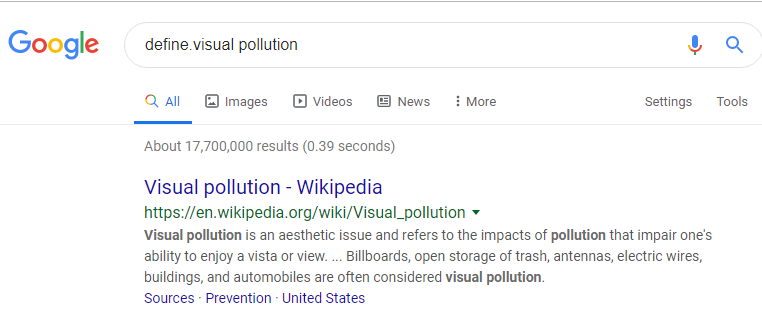 Google define.visual pollution
All Images Videos News More Settings Tools
About 17,700,000 results (0.39 seconds)
Visual pollution - Wikipedia
https://en.wikipedia.org/wiki/Visual_pollution
Visual pollution is an aesthetic issue and refers to the impacts of pollution that impair one's
ability to enjoy a vista or view. ... Billboards, open storage of trash, antennas, electric wires,
buildings, and automobiles are often considered visual pollution.
Sources · Prevention · United States